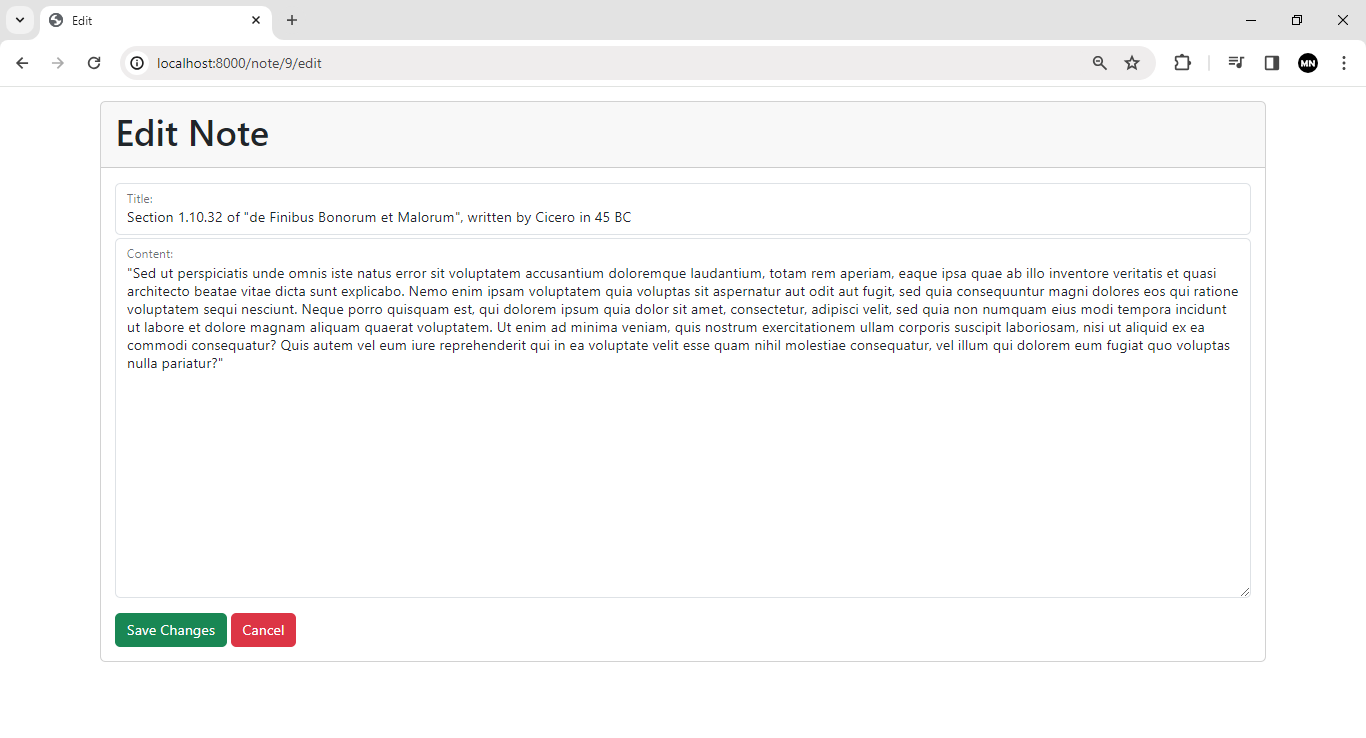 Edit
localhost:8000/note/9/edit
MN
Edit Note
Title:
Section 1.10.32 of "de Finibus Bonorum et Malorum", written by Cicero in 45 BC
Content:
"Sed ut perspiciatis unde omnis iste natus error sit voluptatem accusantium doloremque laudantium, totam rem aperiam, eaque ipsa quae ab illo inventore veritatis et quasi
architecto beatae vitae dicta sunt explicabo. Nemo enim ipsam voluptatem quia voluptas sit aspernatur aut odit aut fugit, sed quia consequuntur magni dolores eos qui ratione
voluptatem sequi nesciunt. Neque porro quisquam est, qui dolorem ipsum quia dolor sit amet, consectetur, adipisci velit, sed quia non numquam eius modi tempora incidunt
ut labore et dolore magnam aliquam quaerat voluptatem. Ut enim ad minima veniam, quis nostrum exercitationem ullam corporis suscipit laboriosam, nisi ut aliquid ex ea
commodi consequatur? Quis autem vel eum iure reprehenderit qui in ea voluptate velit esse quam nihil molestiae consequatur, vel illum qui dolorem eum fugiat quo voluptas
nulla pariatur?"
Save Changes Cancel